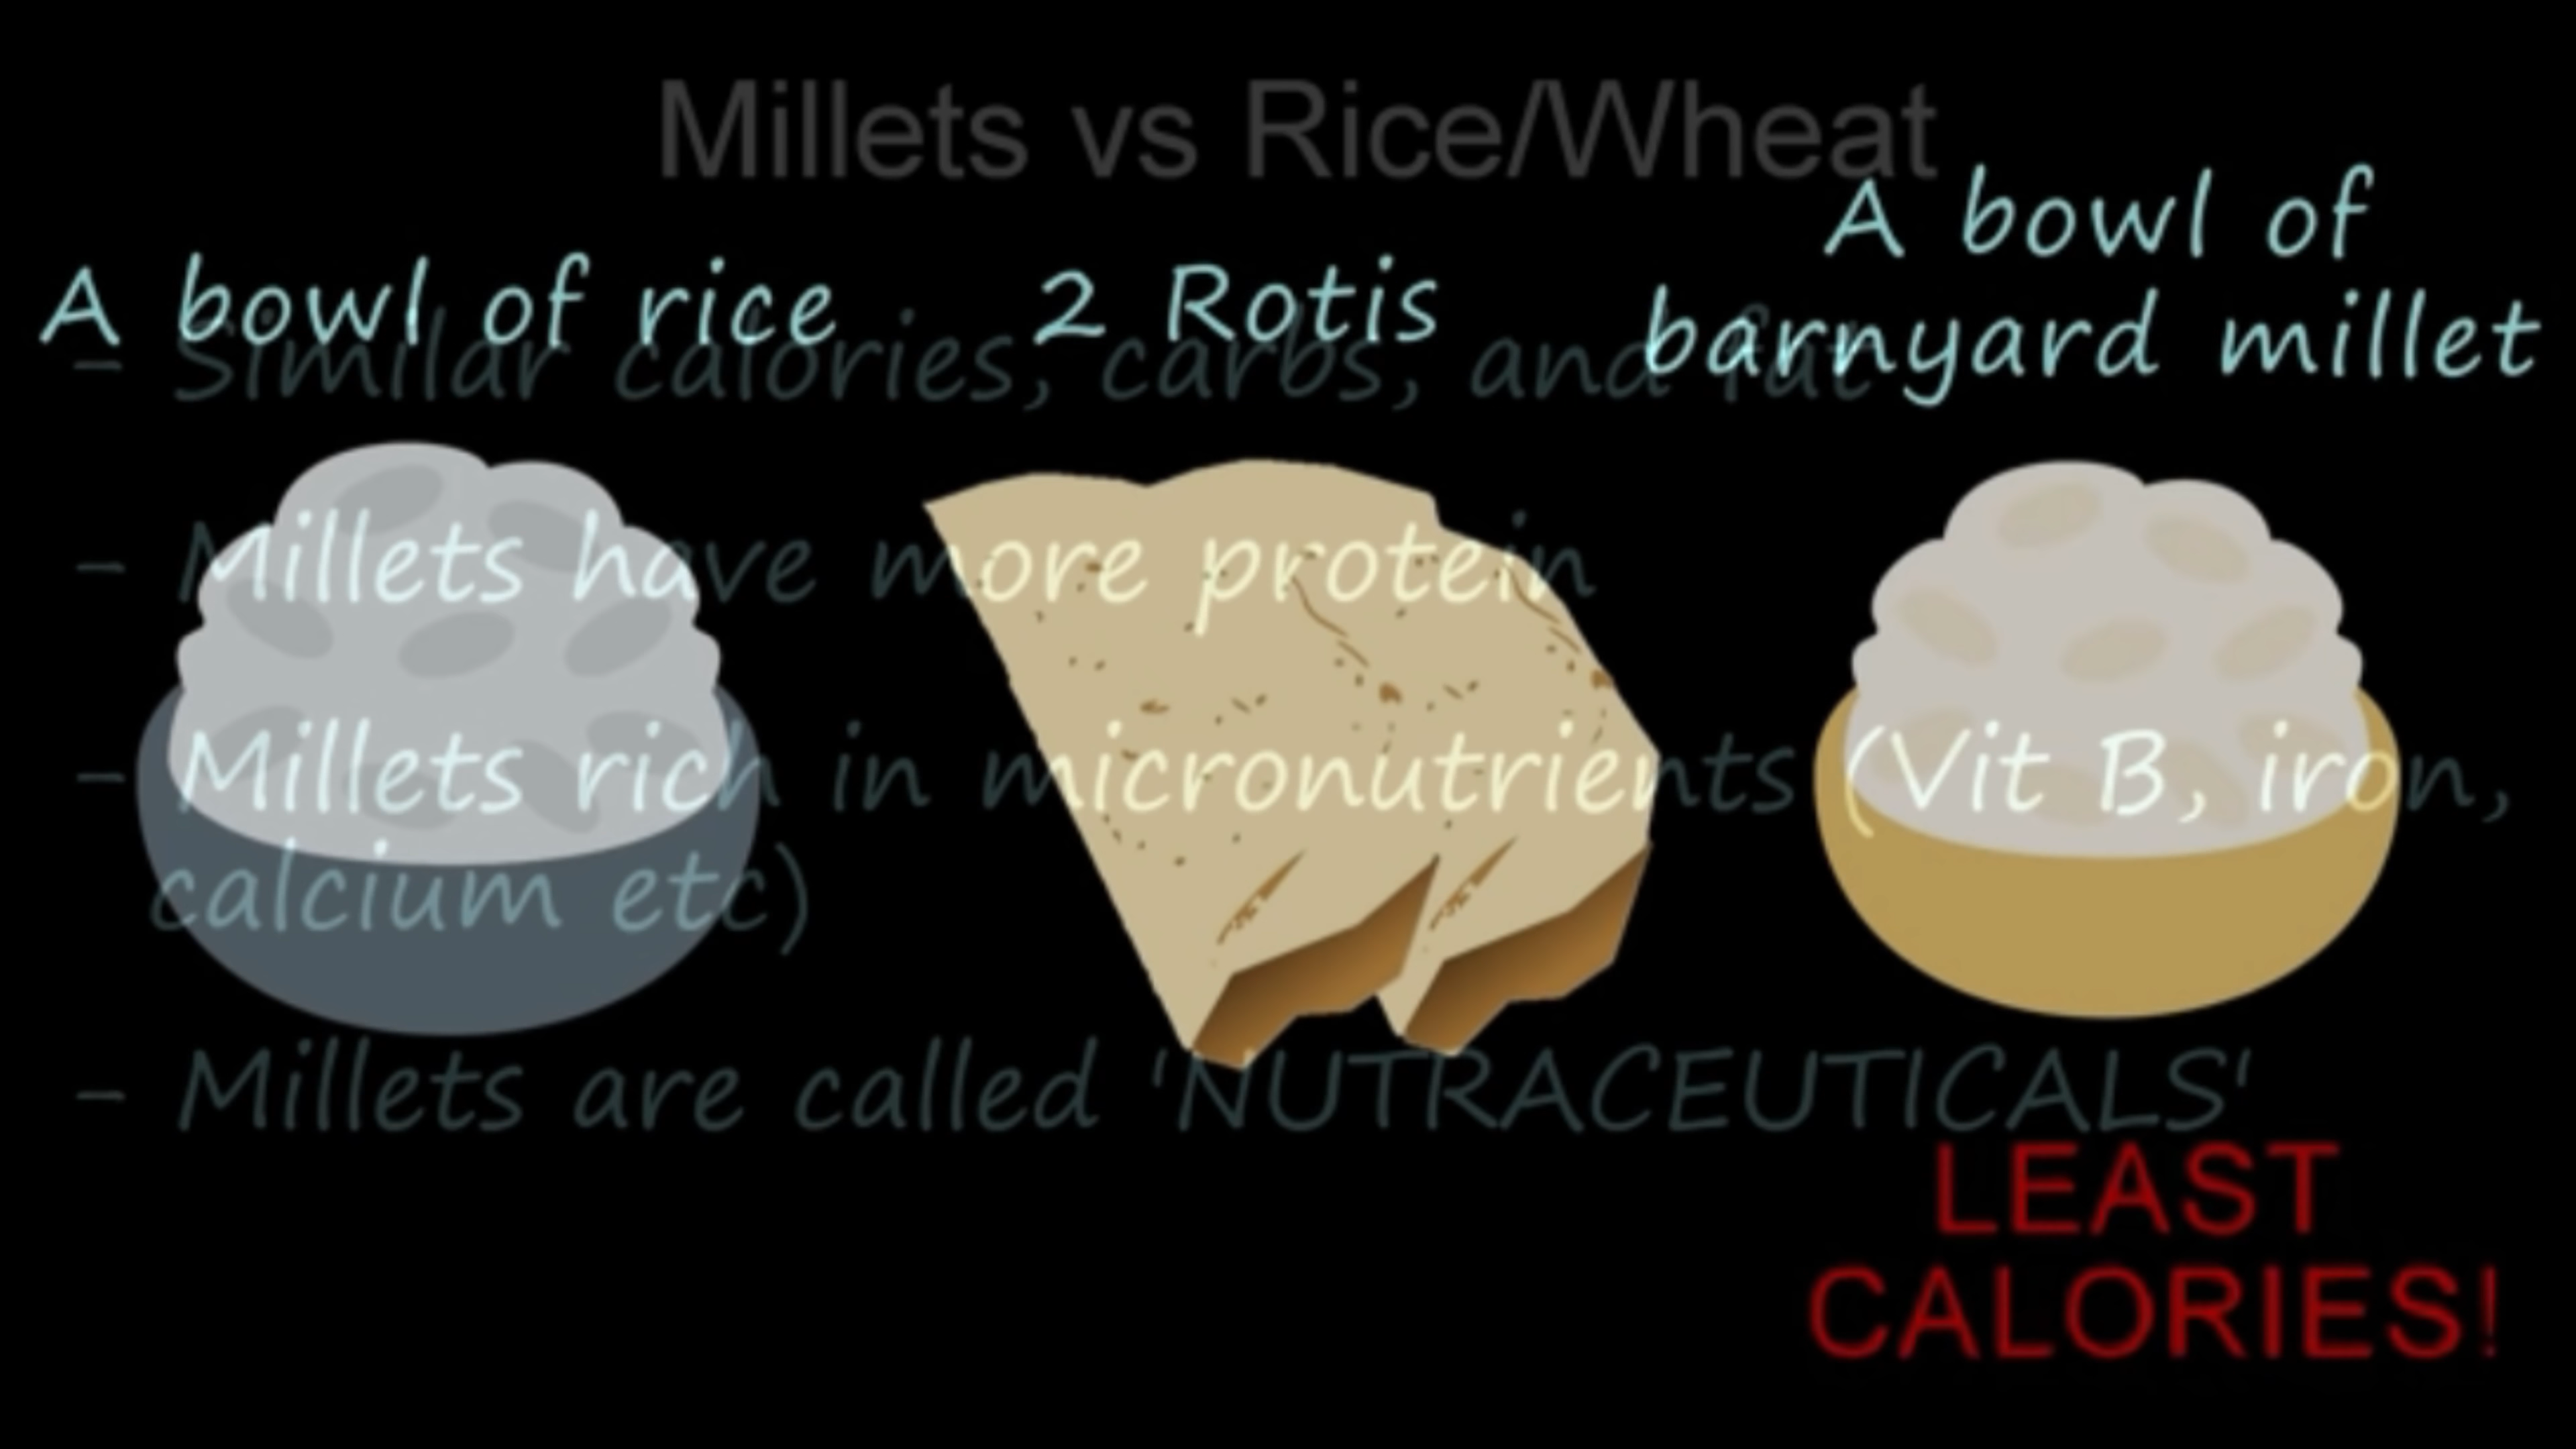 Millets vs Rice/Wheat
A bowl of rice
2 Rotis
A bowl of
barnyard millet
- Similar calories, carbs, and fat
- Millets have more protein
- Millets rich in micronutrients (Vit B, iron,
calcium etc)
- Millets are called 'NUTRACEUTICALS'
LEAST
CALORIES!